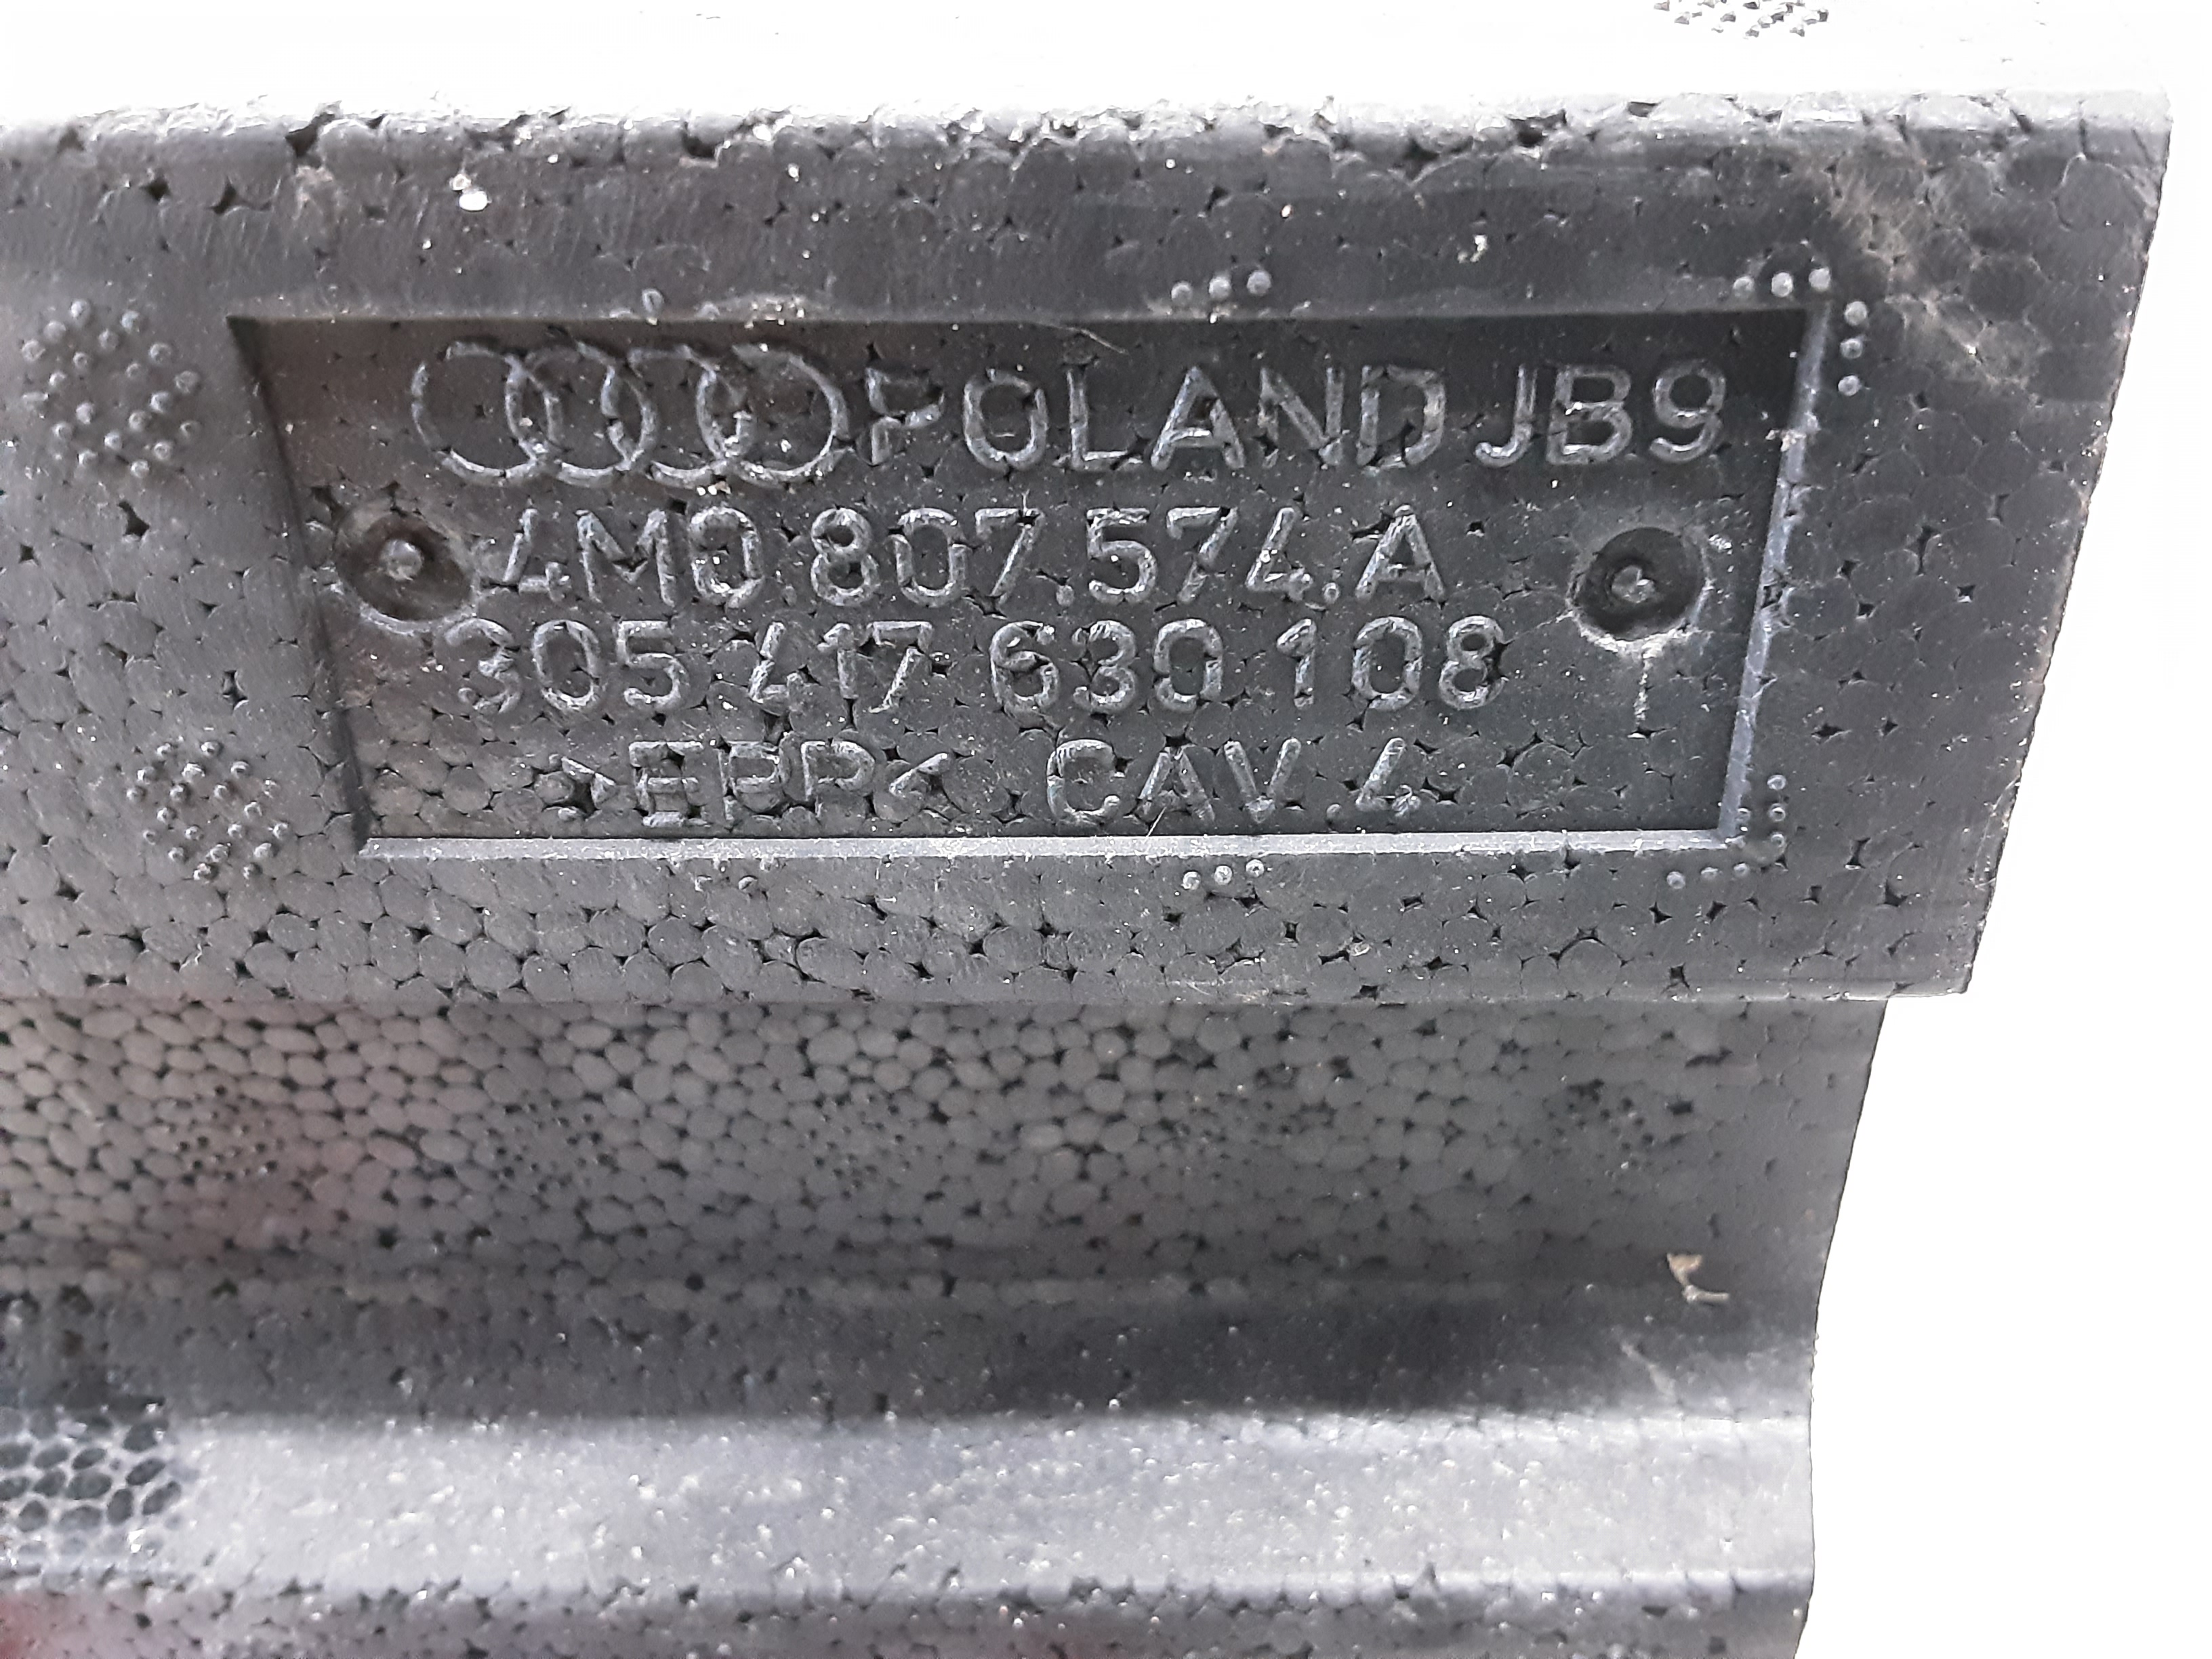 POLAND JB9
4M0.807.574.A
305 417 630 108
>EPP< CAV.4